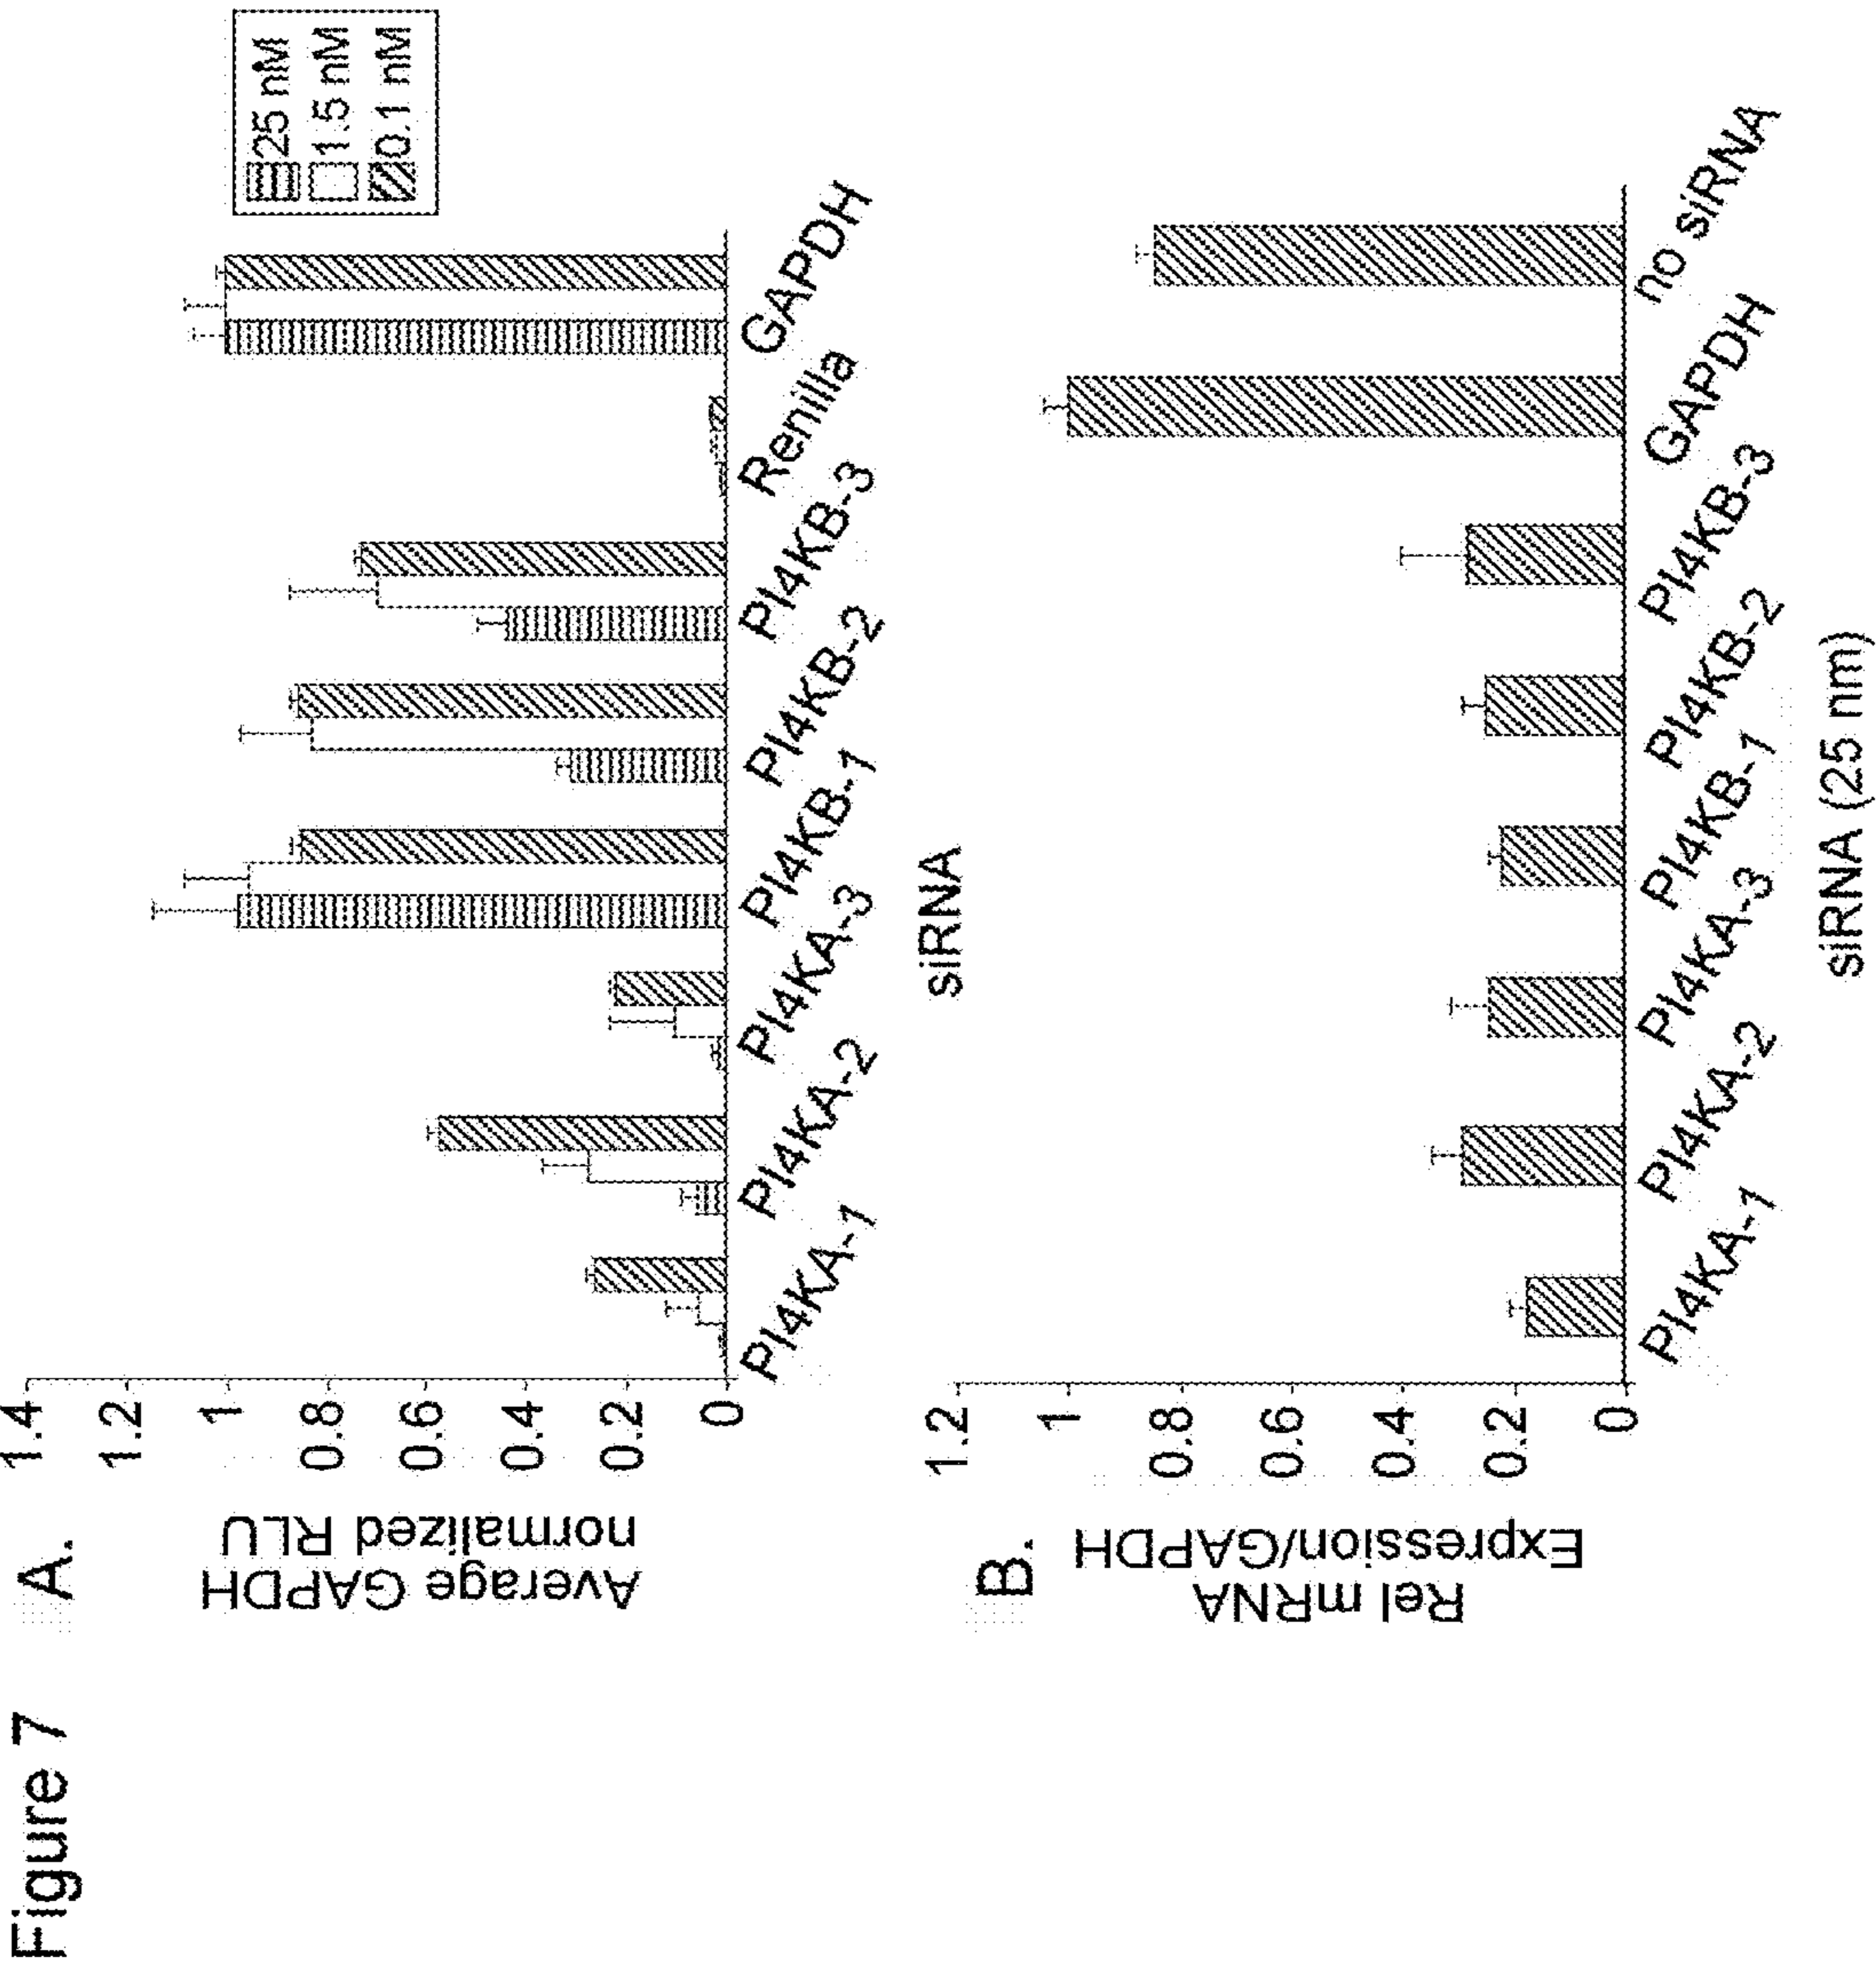 Figure 7
A.
Average GAPDH
normalized RLU
1.4
1.2
1
0.8
0.6
0.4
0.2
0
25 nM
1.5 nM
0.1 nM
PI4KA-1
PI4KA-2
PI4KA-3
PI4KB-1
PI4KB-2
PI4KB-3
Renilla
GAPDH
siRNA
B.
Rel mRNA
Expression/GAPDH
1.2
1
0.8
0.6
0.4
0.2
0
PI4KA-1
PI4KA-2
PI4KA-3
PI4KB-1
PI4KB-2
PI4KB-3
GAPDH
no siRNA
siRNA (25 nm)